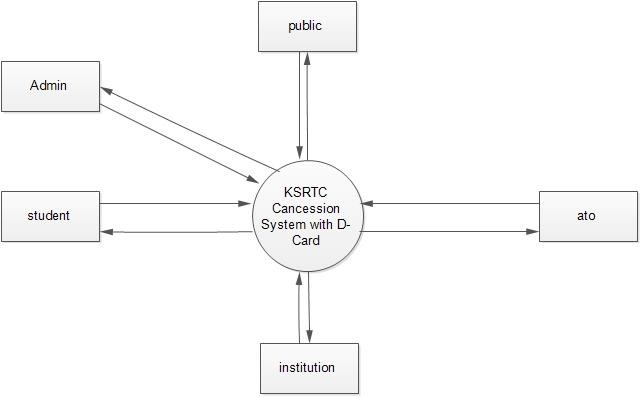 public
Admin
KSRTC
Cancession
System with D-
Card
student
ato
institution